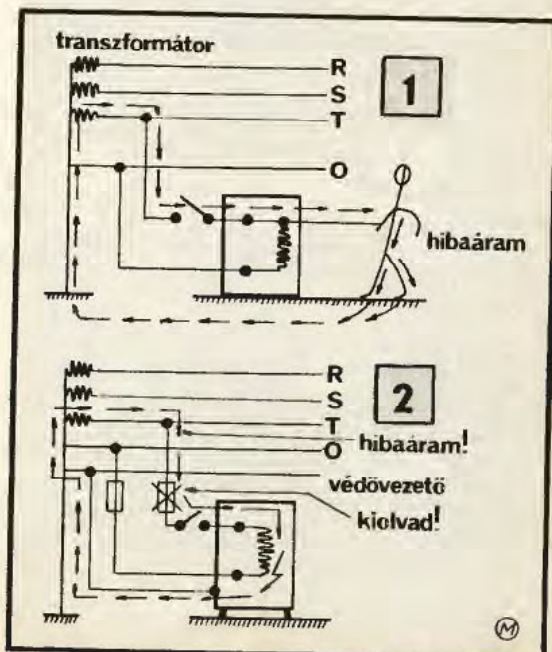 transzformátor
R
1
S
T
O
hibaáram
R
2
S
T
hibaáram!
O
védővezető
kiolvad!
M